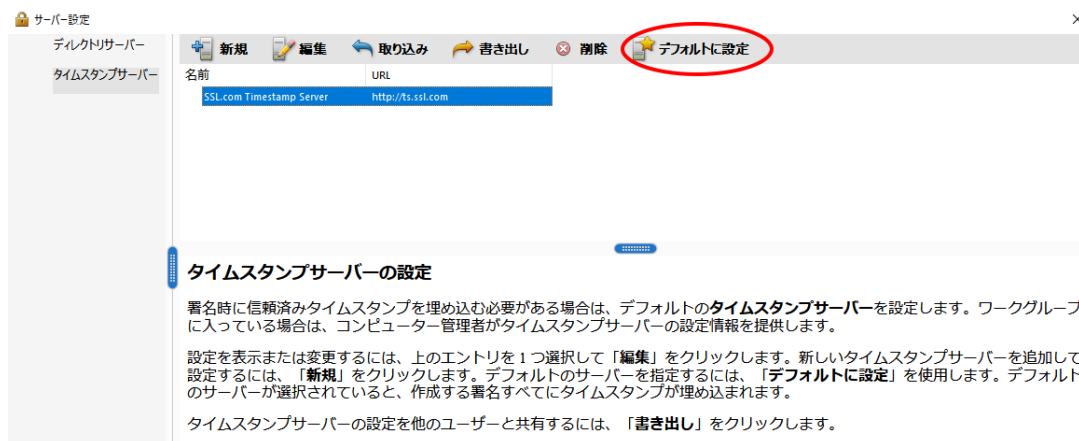 サーバー設定
ディレクトリサーバー
タイムスタンプサーバー
新規 編集 取り込み 書き出し 削除 デフォルトに設定
名前 URL
SSL.com Timestamp Server http://ts.ssl.com
タイムスタンプサーバーの設定
署名時に信頼済みタイムスタンプを埋め込む必要がある場合は、デフォルトのタイムスタンプサーバーを設定します。ワークグループ
に入っている場合は、コンピューター管理者がタイムスタンプサーバーの設定情報を提供します。
設定を表示または変更するには、上のエントリを 1 つ選択して「編集」をクリックします。新しいタイムスタンプサーバーを追加して
設定するには、「新規」をクリックします。デフォルトのサーバーを指定するには、「デフォルトに設定」を使用します。デフォルト
のサーバーが選択されていると、作成する署名すべてにタイムスタンプが埋め込まれます。
タイムスタンプサーバーの設定を他のユーザーと共有するには、「書き出し」をクリックします。